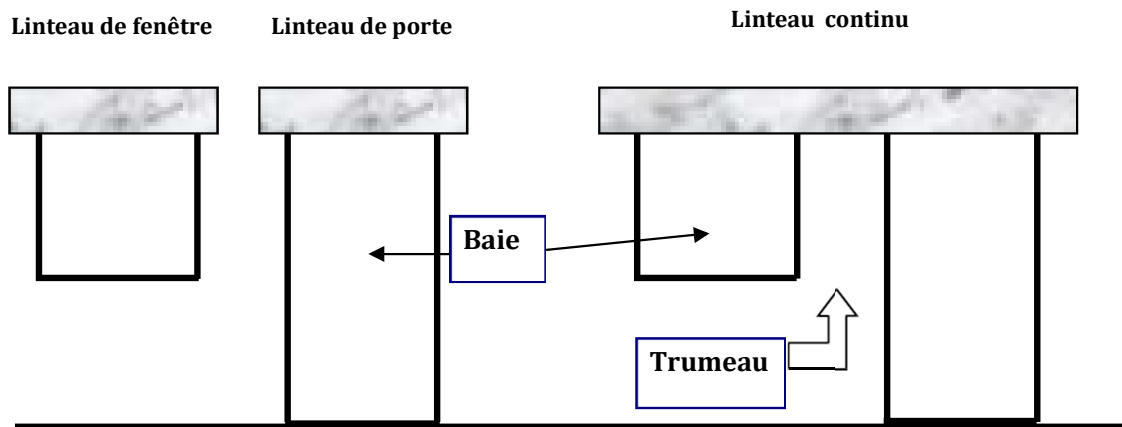 Linteau de fenêtre
Linteau de porte
Linteau continu
Baie
Trumeau